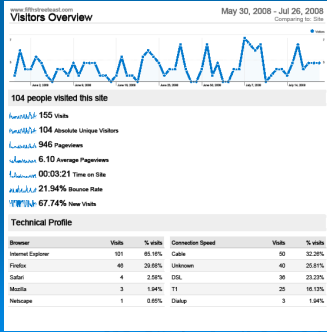 www.fifthstreeteast.com
Visitors Overview
May 30, 2008 - Jul 26, 2008
Comparing to: Site
Visitors
104 people visited this site
155 Visits
104 Absolute Unique Visitors
946 Pageviews
6.10 Average Pageviews
00:03:21 Time on Site
21.94% Bounce Rate
67.74% New Visits
Technical Profile
Browser Visits % visits Connection Speed Visits % visits
Internet Explorer 101 65.16% Cable 50 32.26%
Firefox 46 29.68% Unknown 40 25.81%
Safari 4 2.58% DSL 36 23.23%
Mozilla 3 1.94% T1 25 16.13%
Netscape 1 0.65% Dialup 3 1.94%